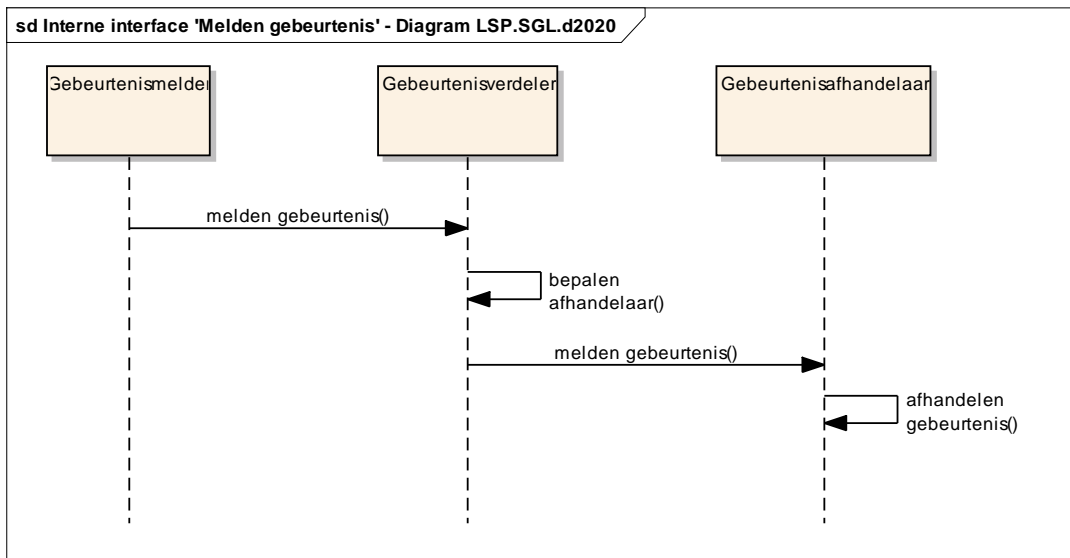 sd Interne interface 'Melden gebeurtenis' - Diagram LSP.SGL.d2020
Gebeurtenismelder
Gebeurtenisverdeler
Gebeurtenisafhandelaar
melden gebeurtenis()
bepalen
afhandelaar()
melden gebeurtenis()
afhandelen
gebeurtenis()